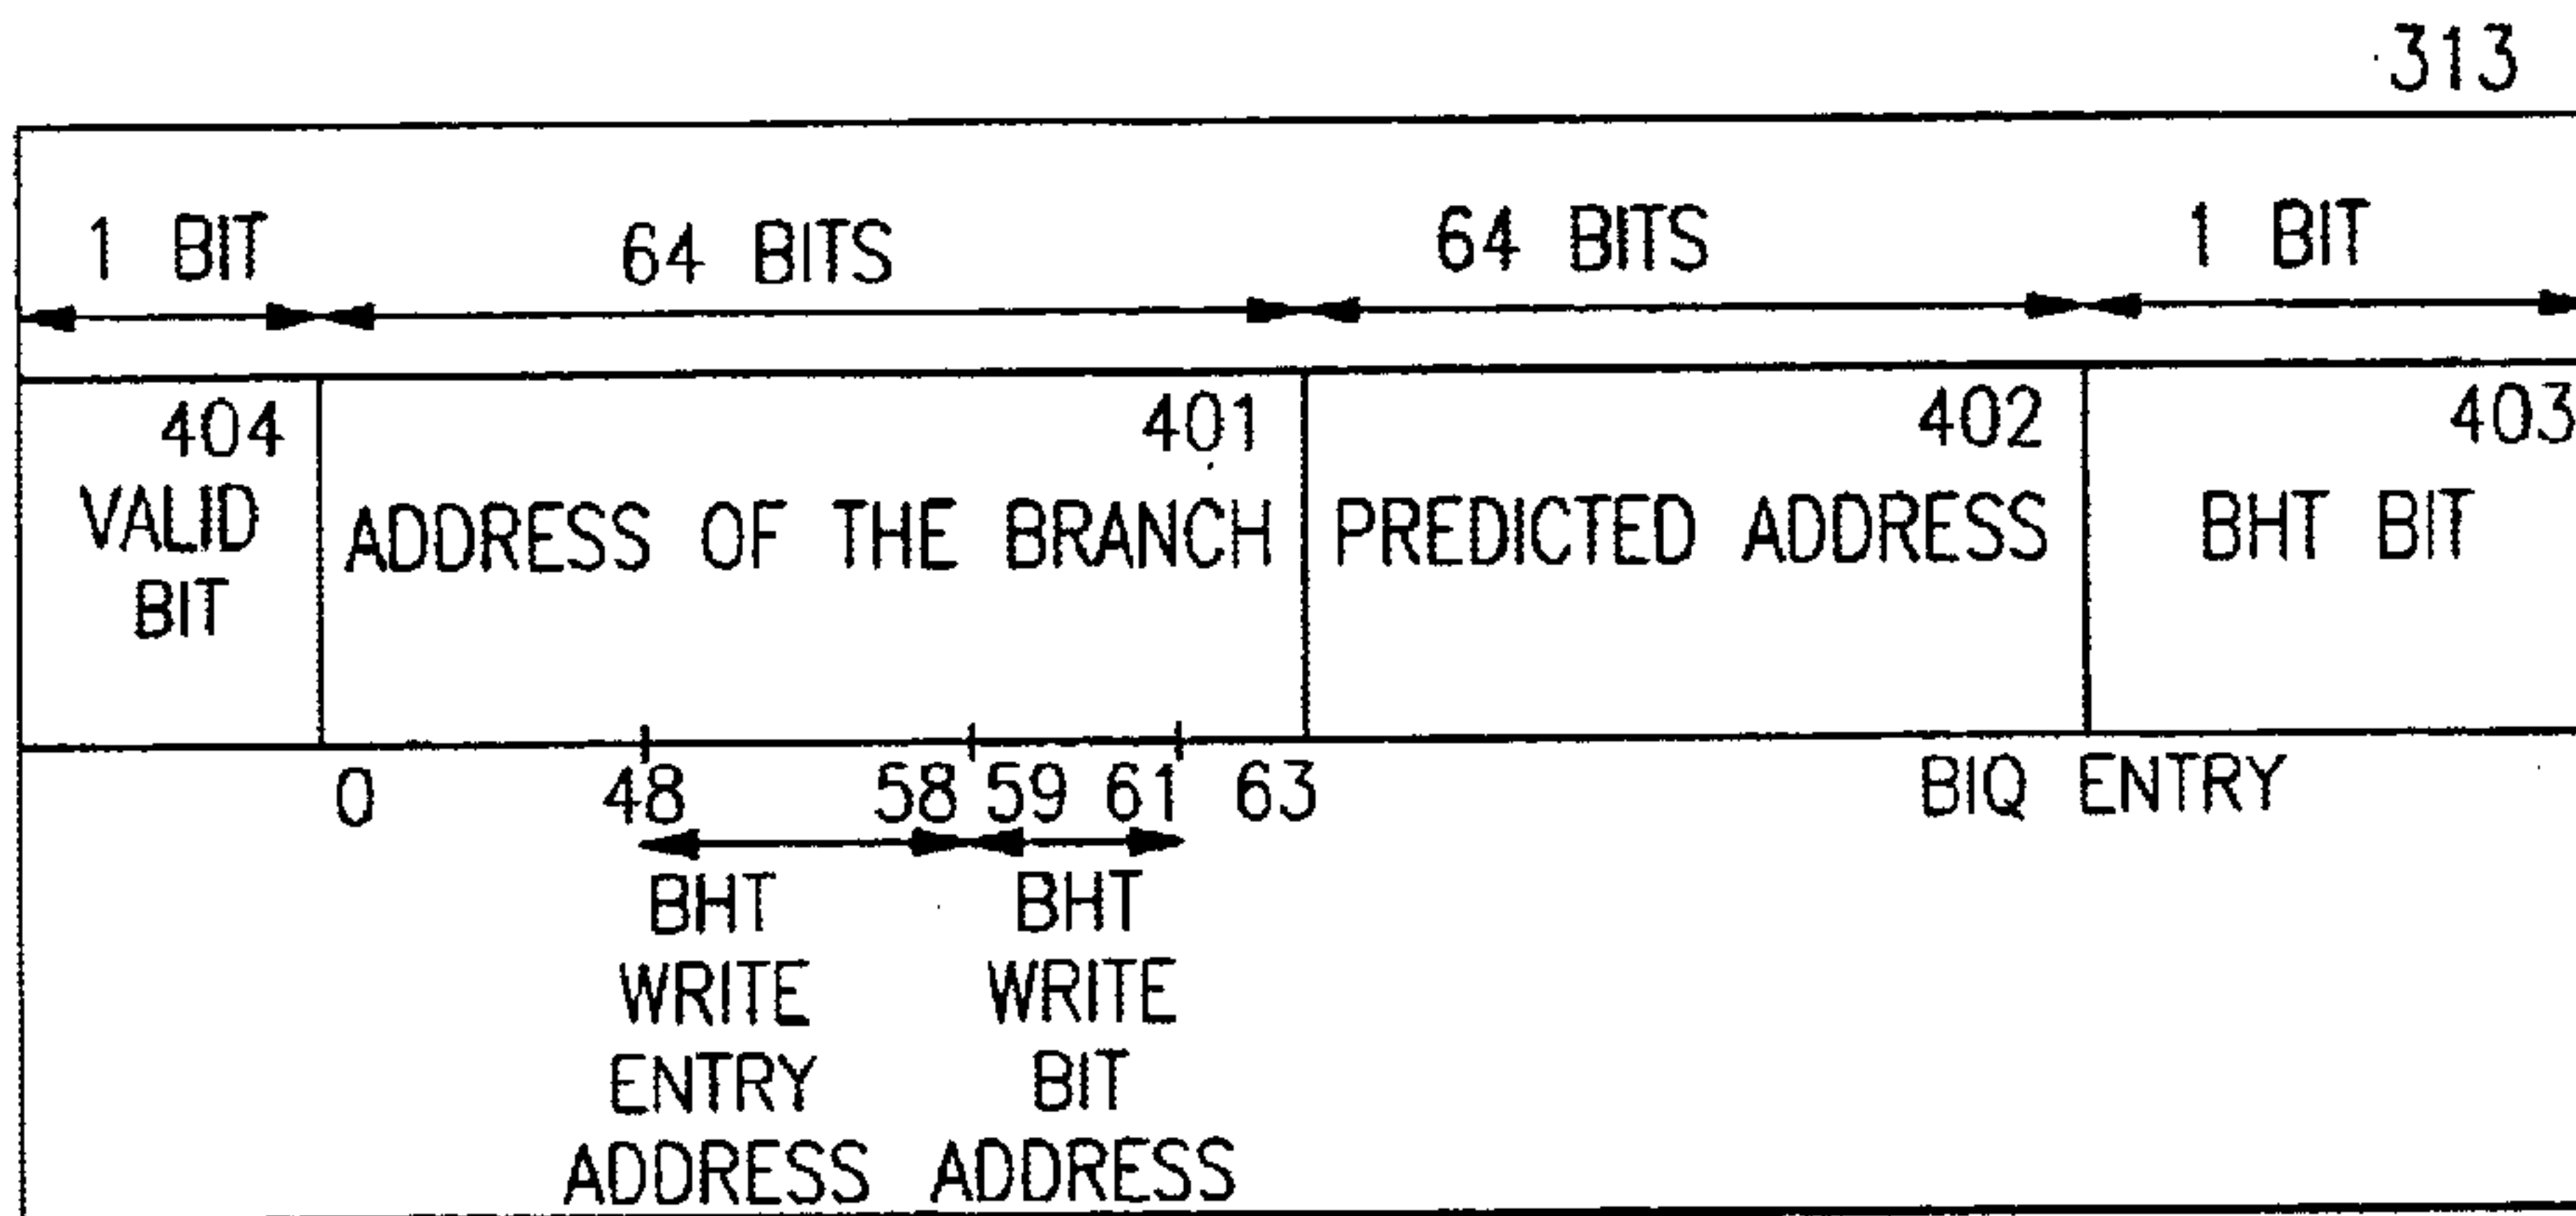 313
1 BIT 64 BITS 64 BITS 1 BIT
404 401 402 403
VALID BIT ADDRESS OF THE BRANCH PREDICTED ADDRESS BHT BIT
0 48 58 59 61 63 BIQ ENTRY
BHT WRITE ENTRY ADDRESS
BHT WRITE BIT ADDRESS